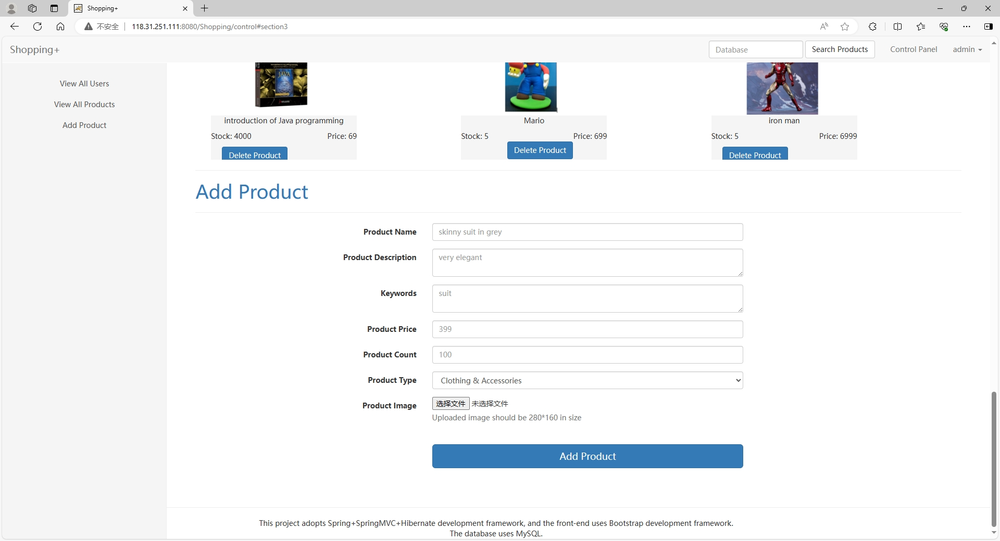 Shopping+
不安全
118.31.251.111:8080/Shopping/control#section3
Shopping+
Database
Search Products
Control Panel
admin
View All Users
View All Products
Add Product
JAVA
introduction of Java programming
Stock: 4000
Price: 69
Delete Product
Mario
Stock: 5
Price: 699
Delete Product
iron man
Stock: 5
Price: 6999
Delete Product
Add Product
Product Name
skinny suit in grey
Product Description
very elegant
Keywords
suit
Product Price
399
Product Count
100
Product Type
Clothing & Accessories
Product Image
选择文件 未选择文件
Uploaded image should be 280*160 in size
Add Product
This project adopts Spring+SpringMVC+Hibernate development framework, and the front-end uses Bootstrap development framework.
The database uses MySQL.